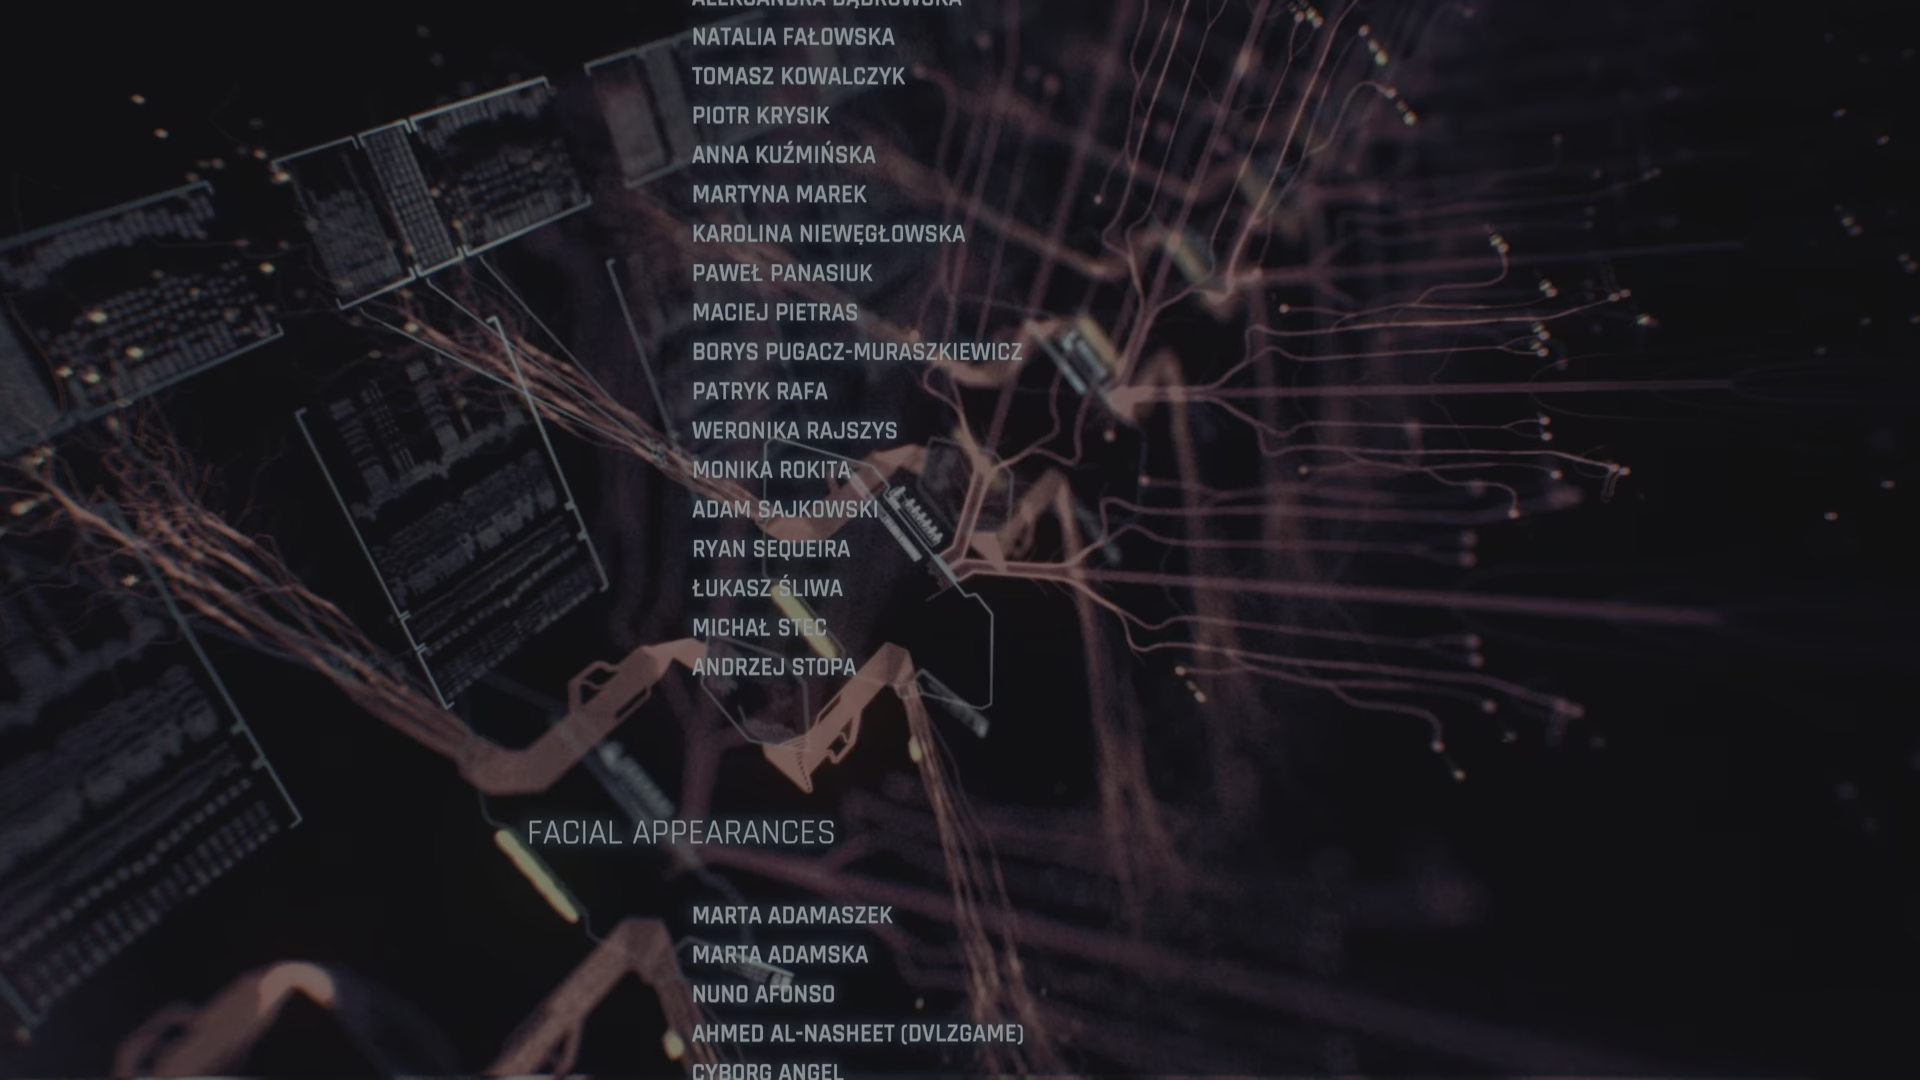 ALEKSANDRA DĄBROWSKA
NATALIA FAŁOWSKA
TOMASZ KOWALCZYK
PIOTR KRYSIK
ANNA KUŹMIŃSKA
MARTYNA MAREK
KAROLINA NIEWĘGŁOWSKA
PAWEŁ PANASIUK
MACIEJ PIETRAS
BORYS PUGACZ-MURASZKIEWICZ
PATRYK RAFA
WERONIKA RAJSZYS
MONIKA ROKITA
ADAM SAJKOWSKI
RYAN SEQUEIRA
ŁUKASZ ŚLIWA
MICHAŁ STEC
ANDRZEJ STOPA
FACIAL APPEARANCES
MARTA ADAMASZEK
MARTA ADAMSKA
NUNO AFONSO
AHMED AL-NASHEET (DVLZGAME)
CYBORG ANGEL